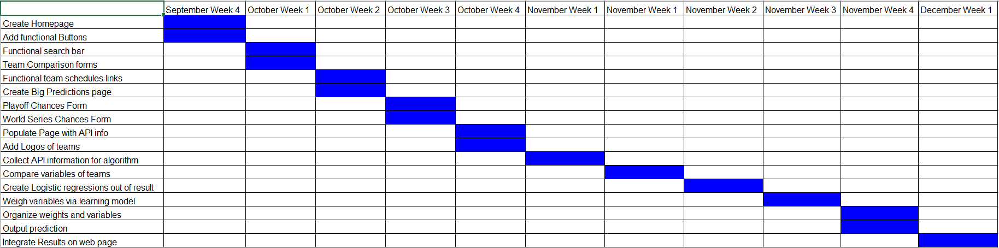 September Week 4 October Week 1 October Week 2 October Week 3 October Week 4 November Week 1 November Week 1 November Week 2 November Week 3 November Week 4 December Week 1
Create Homepage
Add functional Buttons
Functional search bar
Team Comparison forms
Functional team schedules links
Create Big Predictions page
Playoff Chances Form
World Series Chances Form
Populate Page with API info
Add Logos of teams
Collect API information for algorithm
Compare variables of teams
Create Logistic regressions out of result
Weigh variables via learning model
Organize weights and variables
Output prediction
Integrate Results on web page